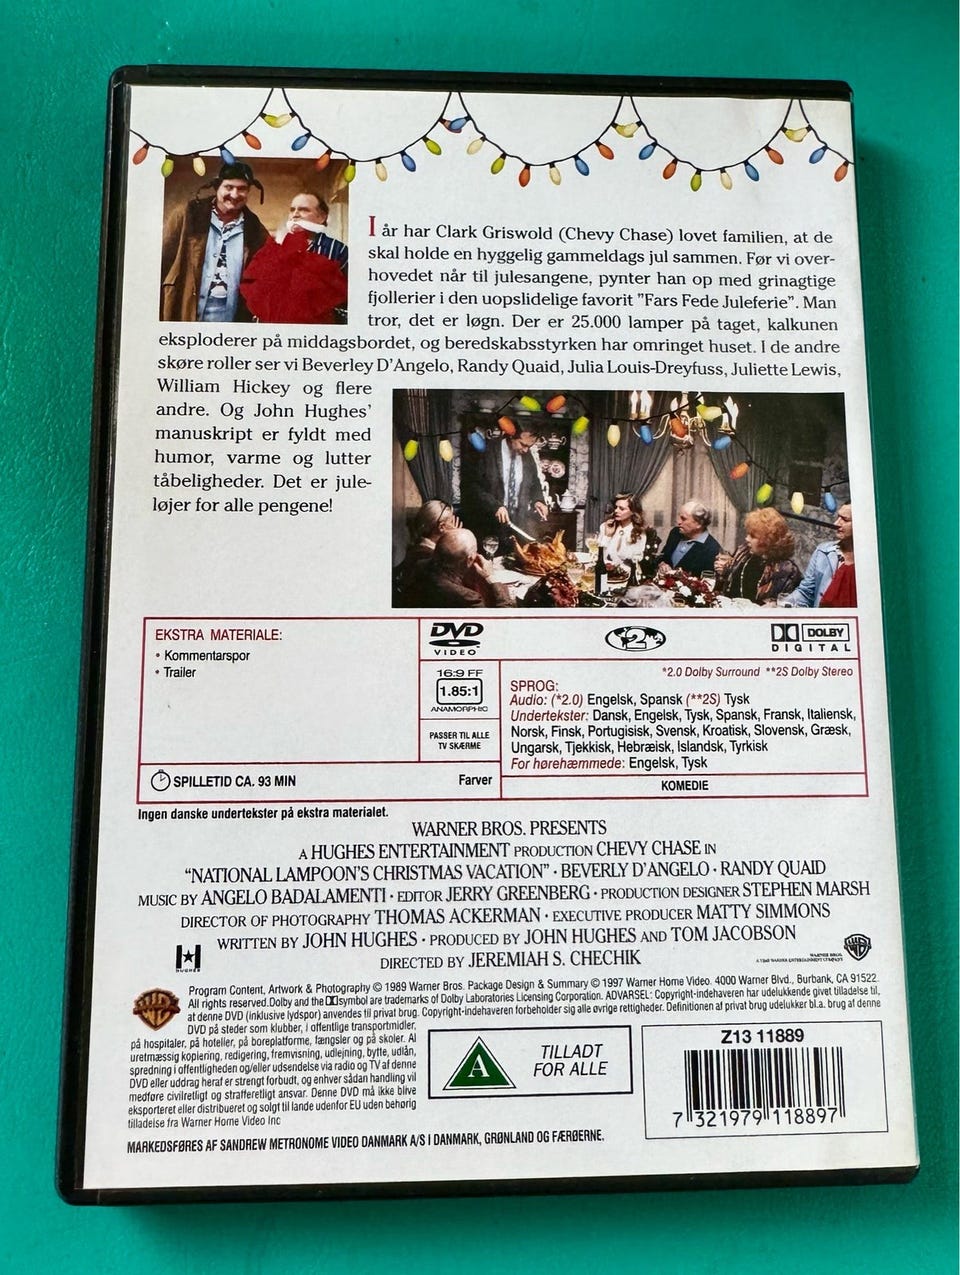 I år har Clark Griswold (Chevy Chase) lovet familien, at de
skal holde en hyggelig gammeldags jul sammen. Før vi over-
hovedet når til julesangene, pynter han op med grinagtige
fjollerier i den uopslidelige favorit "Fars Fede Juleferie". Man
tror, det er løgn. Der er 25.000 lamper på taget, kalkunen
eksploderer på middagsbordet, og beredskabsstyrken har omringet huset. I de andre
skøre roller ser vi Beverley D'Angelo, Randy Quaid, Julia Louis-Dreyfuss, Juliette Lewis,
William Hickey og flere
andre. Og John Hughes'
manuskript er fyldt med
humor, varme og lutter
tåbeligheder. Det er jule-
løjer for alle pengene!
EKSTRA MATERIALE:
• Kommentarspor
• Trailer
DVD
VIDEO
2
DOLBY
DIGITAL
16:9 FF
1.85:1
ANAMORPHIC
PASSER TIL ALLE
TV SKÆRME
*2.0 Dolby Surround **2S Dolby Stereo
SPROG:
Audio: (*2.0) Engelsk, Spansk (**2S) Tysk
Undertekster: Dansk, Engelsk, Tysk, Spansk, Fransk, Italiensk,
Norsk, Finsk, Portugisisk, Svensk, Kroatisk, Slovensk, Græsk,
Ungarsk, Tjekkisk, Hebræisk, Islandsk, Tyrkisk
For hørehæmmede: Engelsk, Tysk
SPILLETID CA. 93 MIN
Farver
KOMEDIE
Ingen danske undertekster på ekstra materialet.
WARNER BROS. PRESENTS
A HUGHES ENTERTAINMENT PRODUCTION CHEVY CHASE IN
"NATIONAL LAMPOON'S CHRISTMAS VACATION" • BEVERLY D'ANGELO • RANDY QUAID
MUSIC BY ANGELO BADALAMENTI • EDITOR JERRY GREENBERG • PRODUCTION DESIGNER STEPHEN MARSH
DIRECTOR OF PHOTOGRAPHY THOMAS ACKERMAN • EXECUTIVE PRODUCER MATTY SIMMONS
WRITTEN BY JOHN HUGHES • PRODUCED BY JOHN HUGHES AND TOM JACOBSON
DIRECTED BY JEREMIAH S. CHECHIK
HUGHES
WARNER BROS.
A TIME WARNER ENTERTAINMENT COMPANY
Program Content, Artwork & Photography © 1989 Warner Bros. Package Design & Summary © 1997 Warner Home Video. 4000 Warner Blvd., Burbank, CA 91522.
All rights reserved.Dolby and the symbol are trademarks of Dolby Laboratories Licensing Corporation. ADVARSEL: Copyright-indehaveren har udelukkende givet tilladelse til,
at denne DVD (inklusive lydspor) anvendes til privat brug. Copyright-indehaveren forbeholder sig alle øvrige rettigheder. Definitionen af privat brug udelukker bl.a. brug af denne
DVD på steder som klubber, i offentlige transportmidler,
på hospitaler, på hoteller, på boreplatforme, fængsler og på skoler. Al
uretmæssig kopiering, redigering, fremvisning, udlejning, bytte, udlån,
spredning i offentligheden og/eller udsendelse via radio og TV af denne
DVD eller uddrag heraf er strengt forbudt, og enhver sådan handling vil
medføre civilretligt og strafferetligt ansvar. Denne DVD må ikke blive
eksporteret eller distribueret og solgt til lande udenfor EU uden behørig
tilladelse fra Warner Home Video Inc
A
TILLADT
FOR ALLE
Z13 11889
7 321979 118897
MARKEDSFØRES AF SANDREW METRONOME VIDEO DANMARK A/S I DANMARK, GRØNLAND OG FÆRØERNE.